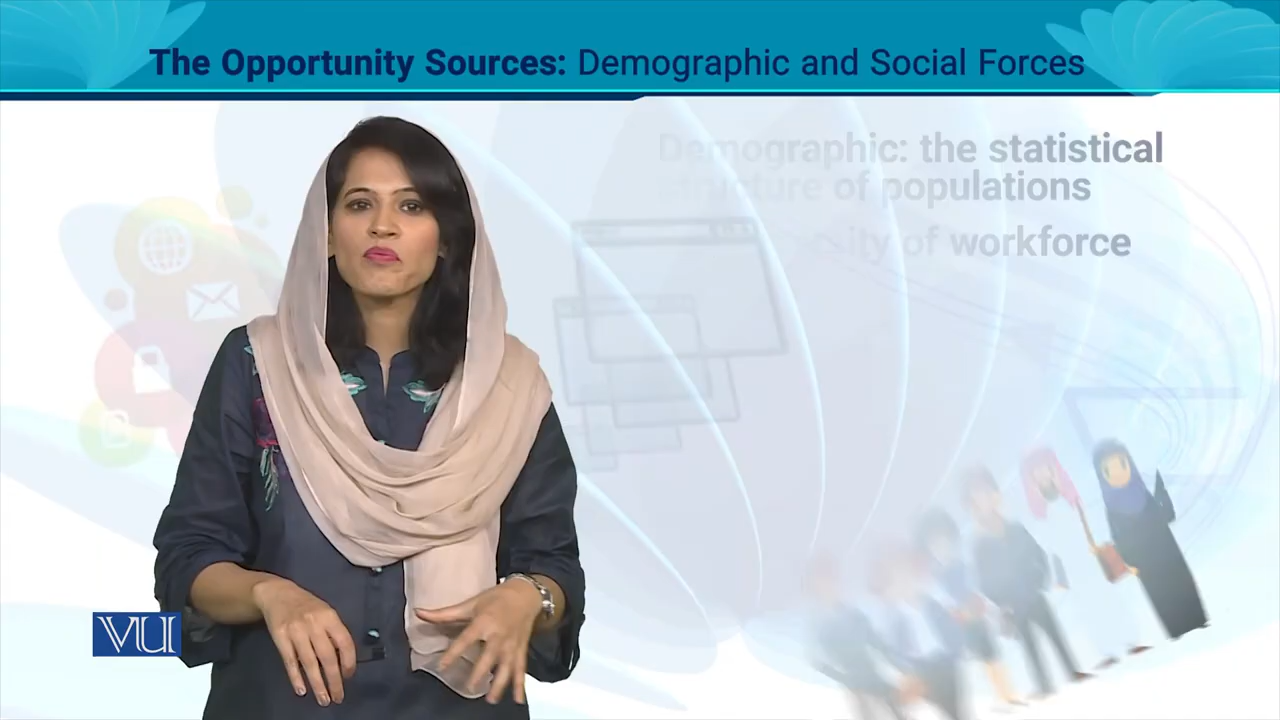 The Opportunity Sources: Demographic and Social Forces
Demographic: the statistical
structure of populations
of workforce
VU